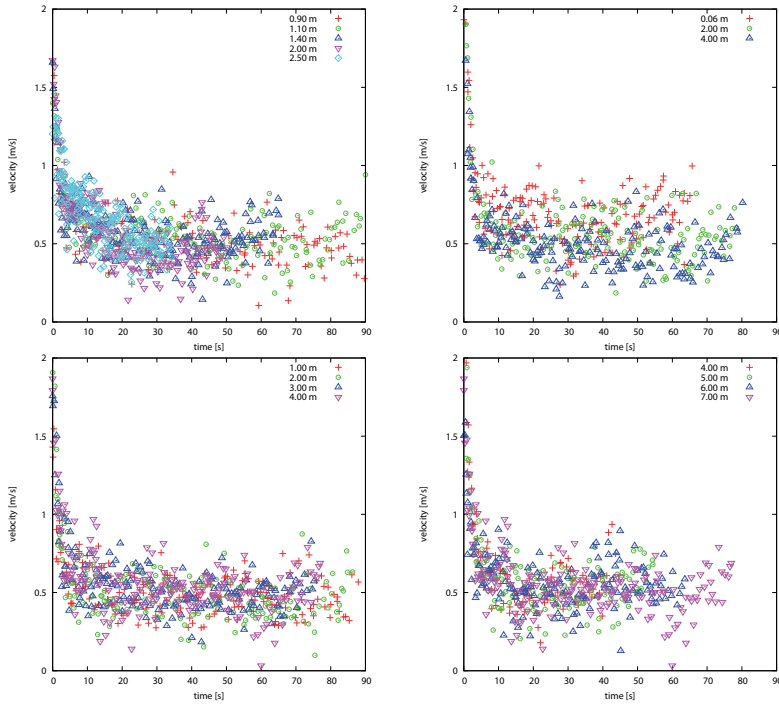 2
1.5
1
0.5
0
velocity [m/s]
0 10 20 30 40 50 60 70 80 90
time [s]
0.90 m
1.10 m
1.40 m
2.00 m
2.50 m
2
1.5
1
0.5
0
velocity [m/s]
0 10 20 30 40 50 60 70 80 90
time [s]
0.06 m
2.00 m
4.00 m
2
1.5
1
0.5
0
velocity [m/s]
0 10 20 30 40 50 60 70 80 90
time [s]
1.00 m
2.00 m
3.00 m
4.00 m
2
1.5
1
0.5
0
velocity [m/s]
0 10 20 30 40 50 60 70 80 90
time [s]
4.00 m
5.00 m
6.00 m
7.00 m